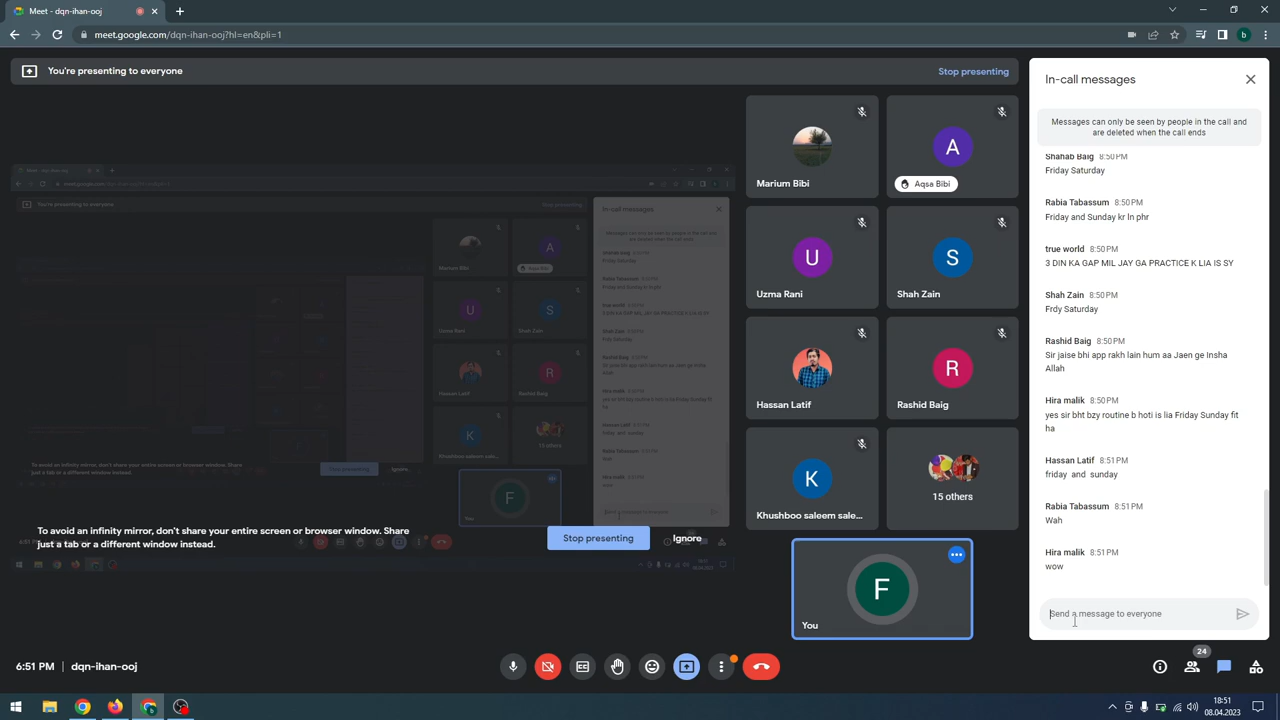 Meet - dqn-ihan-ooj
meet.google.com/dqn-ihan-ooj?hl=en&pli=1
b
You're presenting to everyone
Stop presenting
In-call messages
Messages can only be seen by people in the call and
are deleted when the call ends
Shahab Baig 8:50 PM
Friday Saturday
Rabia Tabassum 8:50 PM
Friday and Sunday kr ln phr
true world 8:50 PM
3 DIN KA GAP MIL JAY GA PRACTICE K LIA IS SY
Shah Zain 8:50 PM
Frdy Saturday
Rashid Baig 8:50 PM
Sir jaise bhi app rakh lain hum aa Jaen ge Insha
Allah
Hira malik 8:50 PM
yes sir bht bzy routine b hoti is lia Friday Sunday fit
ha
Hassan Latif 8:51 PM
friday and sunday
Rabia Tabassum 8:51 PM
Wah
Hira malik 8:51 PM
wow
Send a message to everyone
Marium Bibi
A
Aqsa Bibi
U
Uzma Rani
S
Shah Zain
Hassan Latif
R
Rashid Baig
K
Khushboo saleem sale...
15 others
F
You
To avoid an infinity mirror, don't share your entire screen or browser window. Share
just a tab or a different window instead.
Stop presenting
Ignore
6:51 PM | dqn-ihan-ooj
24
18:51
08.04.2023